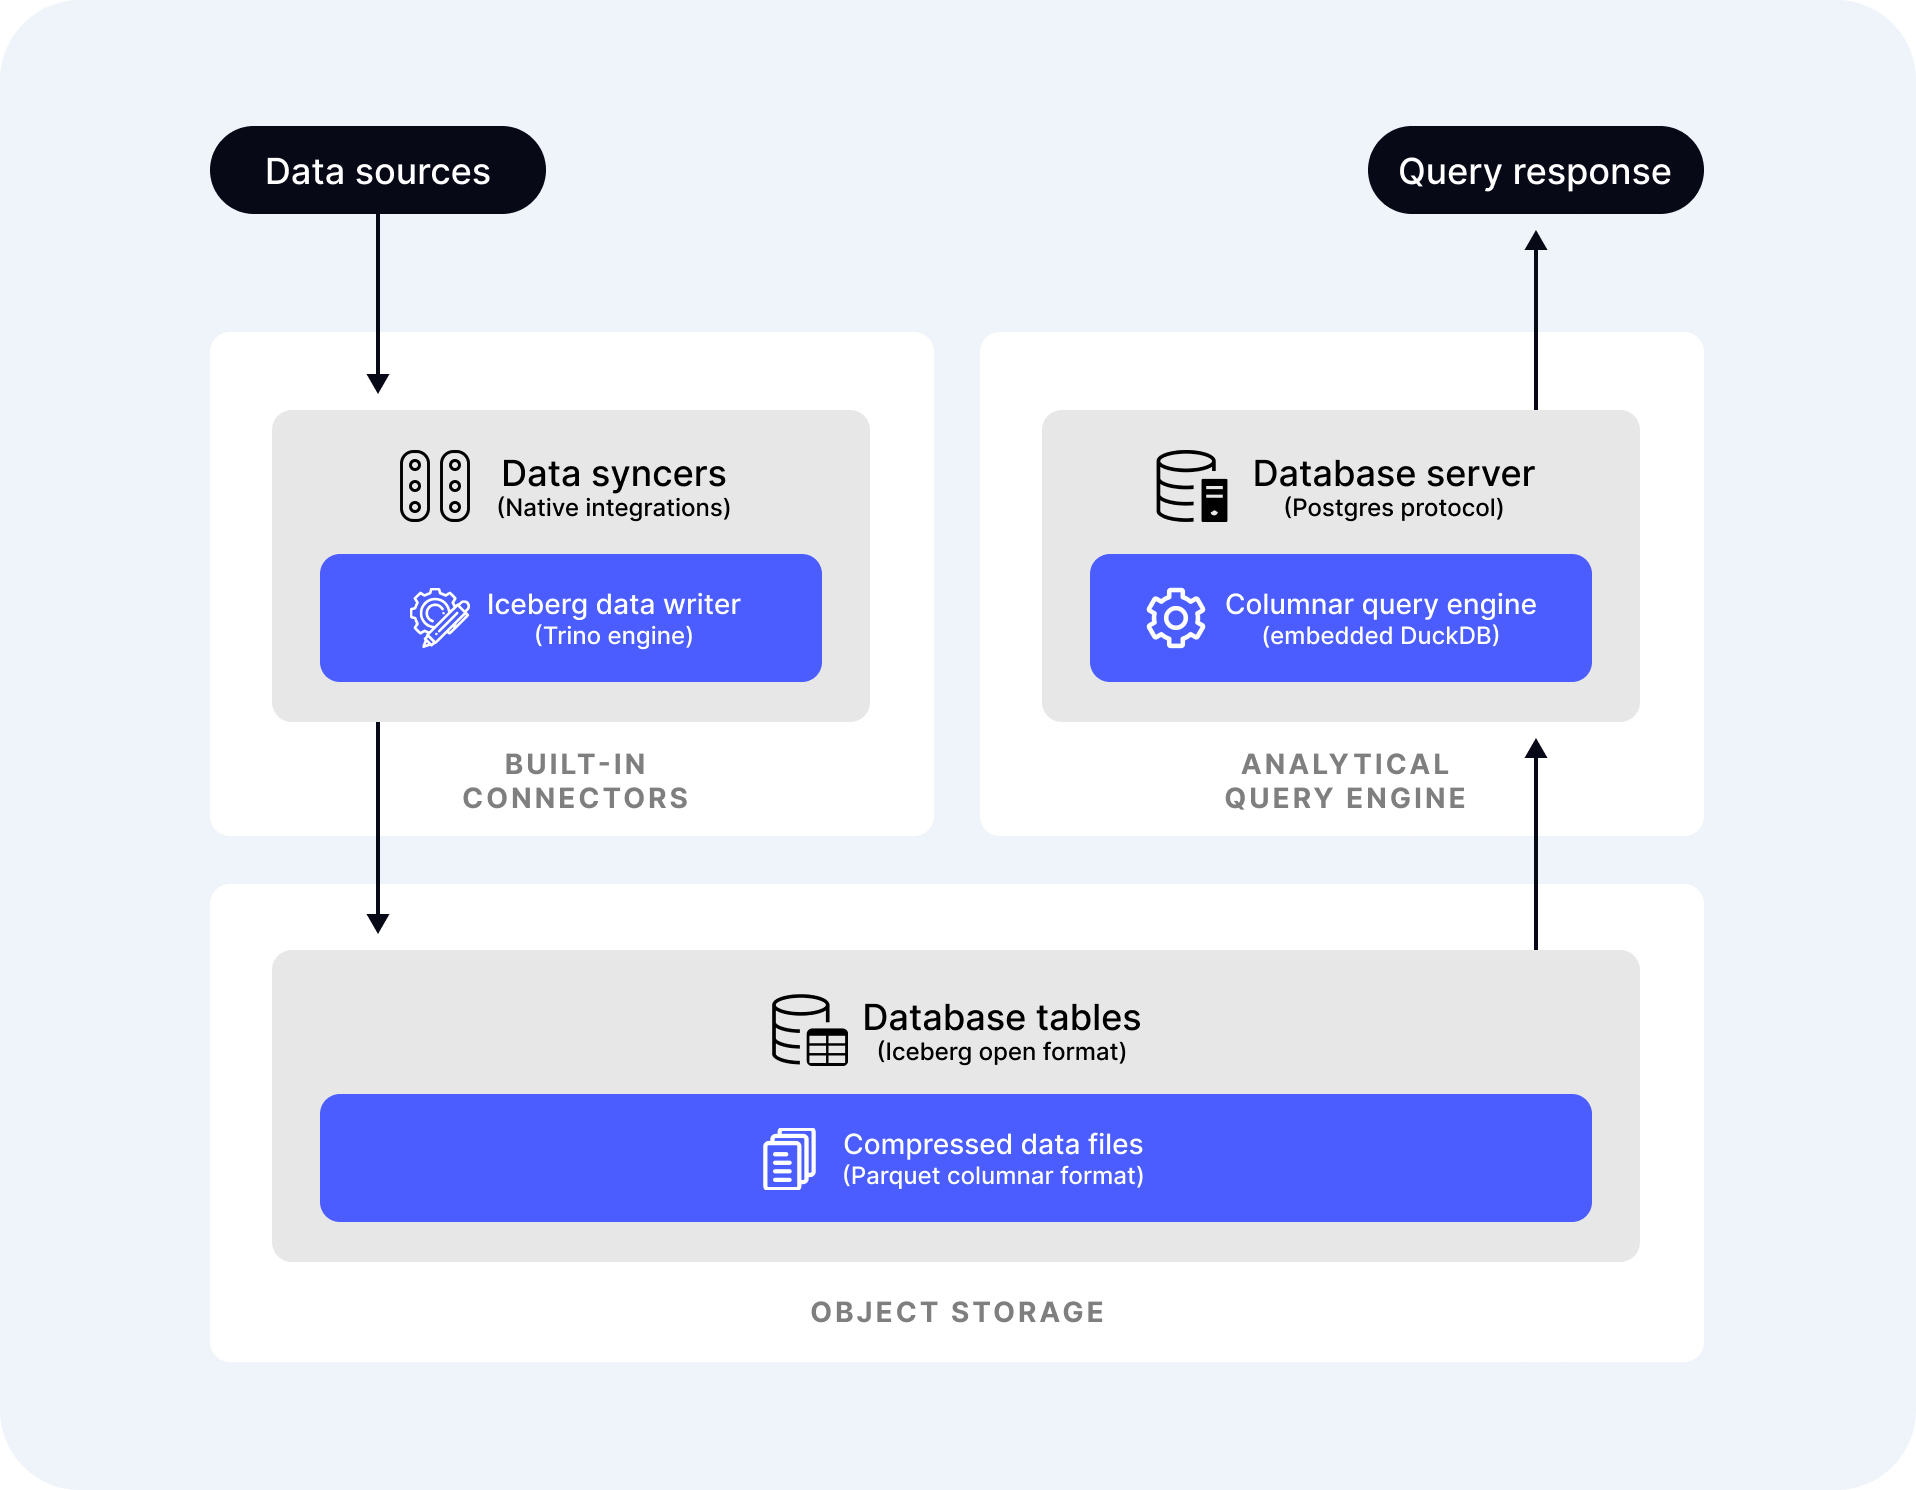 Data sources
Query response
Data syncers
(Native integrations)
Iceberg data writer
(Trino engine)
BUILT-IN
CONNECTORS
Database server
(Postgres protocol)
Columnar query engine
(embedded DuckDB)
ANALYTICAL
QUERY ENGINE
Database tables
(Iceberg open format)
Compressed data files
(Parquet columnar format)
OBJECT STORAGE